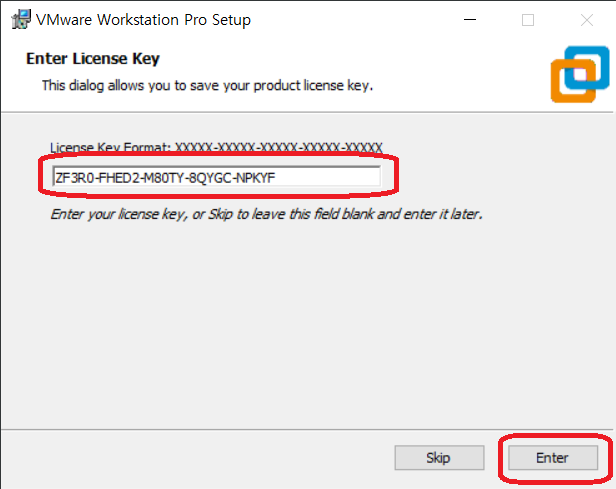 VMware Workstation Pro Setup
Enter License Key
This dialog allows you to save your product license key.
License Key Format: XXXXX-XXXXX-XXXXX-XXXXX-XXXXX
ZF3R0-FHED2-M80TY-8QYGC-NPKYF
Enter your license key, or Skip to leave this field blank and enter it later.
Skip
Enter